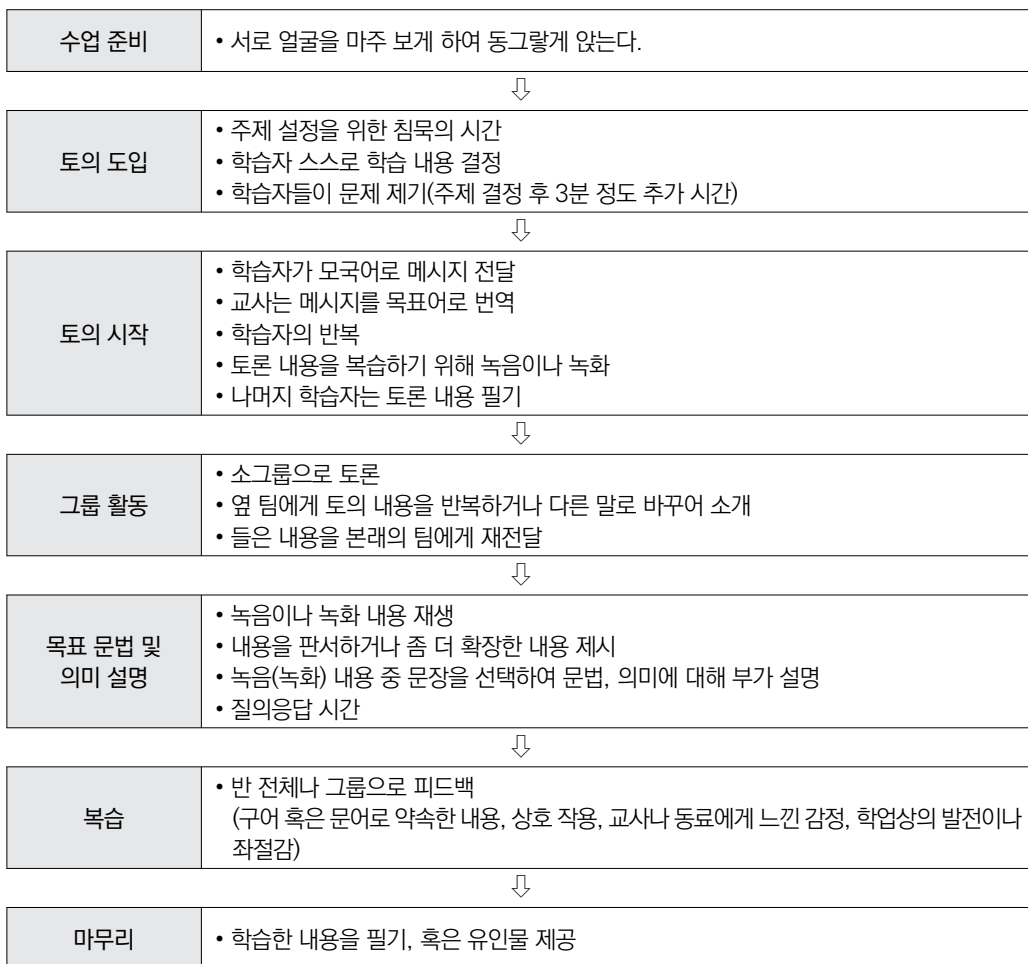 수업 준비
• 서로 얼굴을 마주 보게 하여 동그랗게 앉는다.
토의 도입
• 주제 설정을 위한 침묵의 시간
• 학습자 스스로 학습 내용 결정
• 학습자들이 문제 제기(주제 결정 후 3분 정도 추가 시간)
토의 시작
• 학습자가 모국어로 메시지 전달
• 교사는 메시지를 목표어로 번역
• 학습자의 반복
• 토론 내용을 복습하기 위해 녹음이나 녹화
• 나머지 학습자는 토론 내용 필기
그룹 활동
• 소그룹으로 토론
• 옆 팀에게 토의 내용을 반복하거나 다른 말로 바꾸어 소개
• 들은 내용을 본래의 팀에게 재전달
목표 문법 및
의미 설명
• 녹음이나 녹화 내용 재생
• 내용을 판서하거나 좀 더 확장한 내용 제시
• 녹음(녹화) 내용 중 문장을 선택하여 문법, 의미에 대해 부가 설명
• 질의응답 시간
복습
• 반 전체나 그룹으로 피드백
(구어 혹은 문어로 약속한 내용, 상호 작용, 교사나 동료에게 느낀 감정, 학업상의 발전이나
좌절감)
마무리
• 학습한 내용을 필기, 혹은 유인물 제공